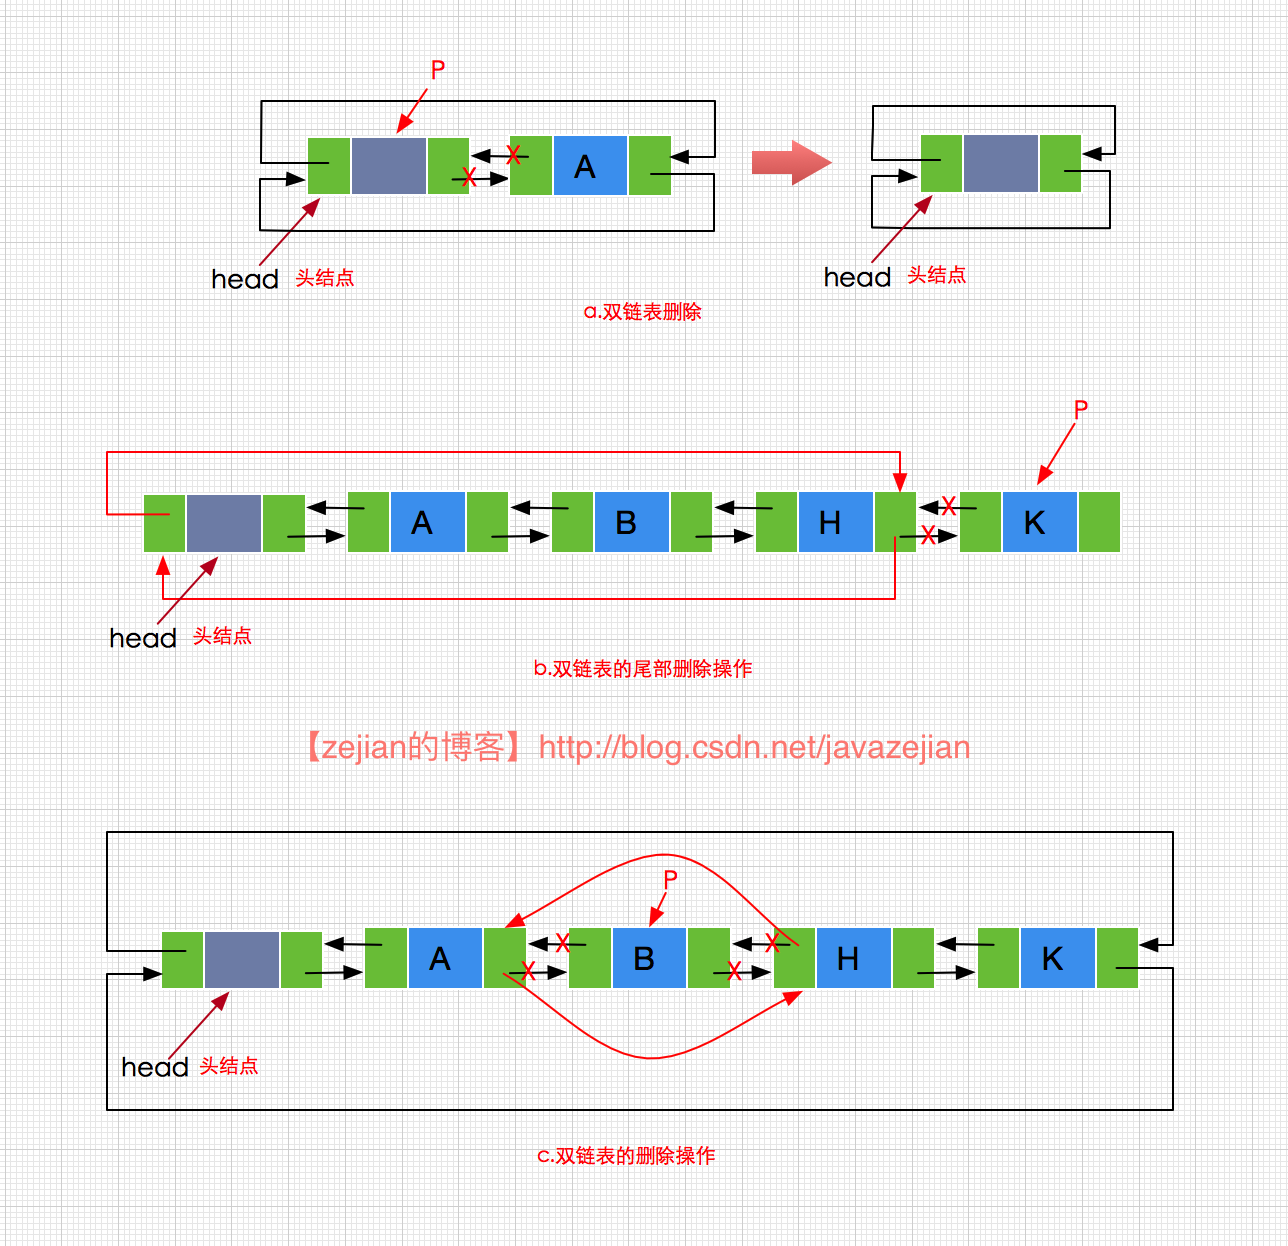 P
X
X
A
head 头结点
head 头结点
a.双链表删除
P
A
B
H
K
X
X
head 头结点
b.双链表的尾部删除操作
【zejian的博客】http://blog.csdn.net/javazejian
P
X
X
A
B
H
K
X
X
head 头结点
c.双链表的删除操作